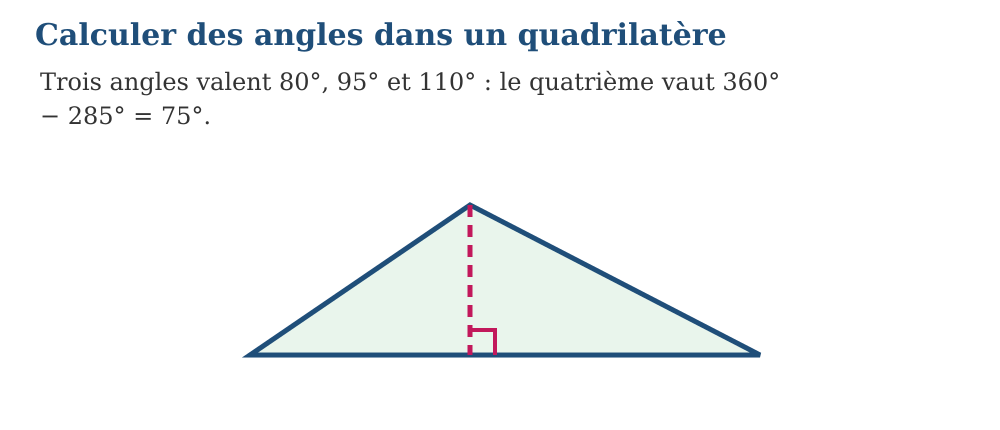 Calculer des angles dans un quadrilatère
Trois angles valent 80°, 95° et 110° : le quatrième vaut 360°
− 285° = 75°.